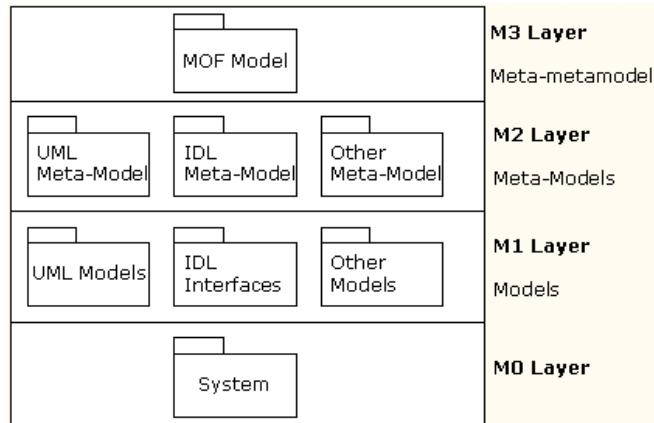 MOF Model
M3 Layer
Meta-metamodel
UML
Meta-Model
IDL
Meta-Model
Other
Meta-Model
M2 Layer
Meta-Models
UML Models
IDL
Interfaces
Other
Models
M1 Layer
Models
System
M0 Layer